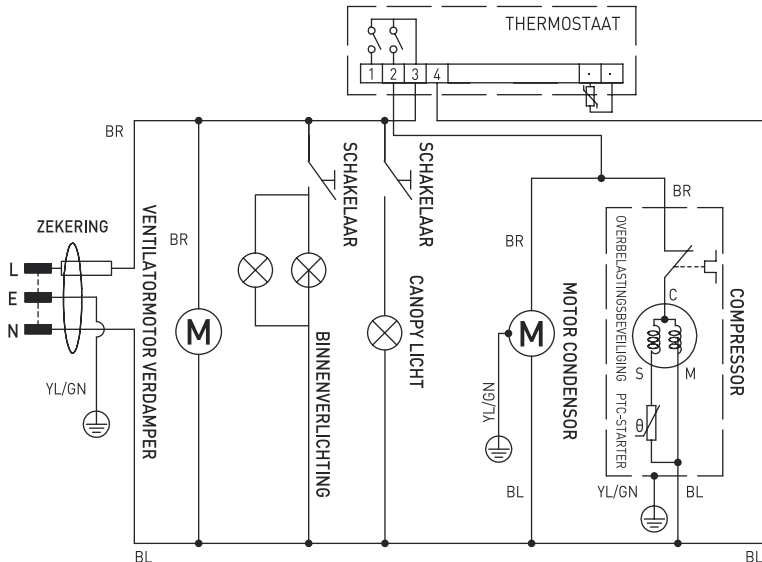 THERMOSTAAT
1 2 3 4
BR
ZEKERING
L
E
N
YL/GN
VENTILATORMOTOR VERDAMPER
BR
M
SCHAKELAAR
BINNENVERLICHTING
SCHAKELAAR
CANOPY LICHT
BR
M
MOTOR CONDENSOR
YL/GN
BL
BR
OVERBELASTINGSBEVEILIGING
PTC-STARTER
C
S
M
θ
COMPRESSOR
YL/GN
BL
BL
BL